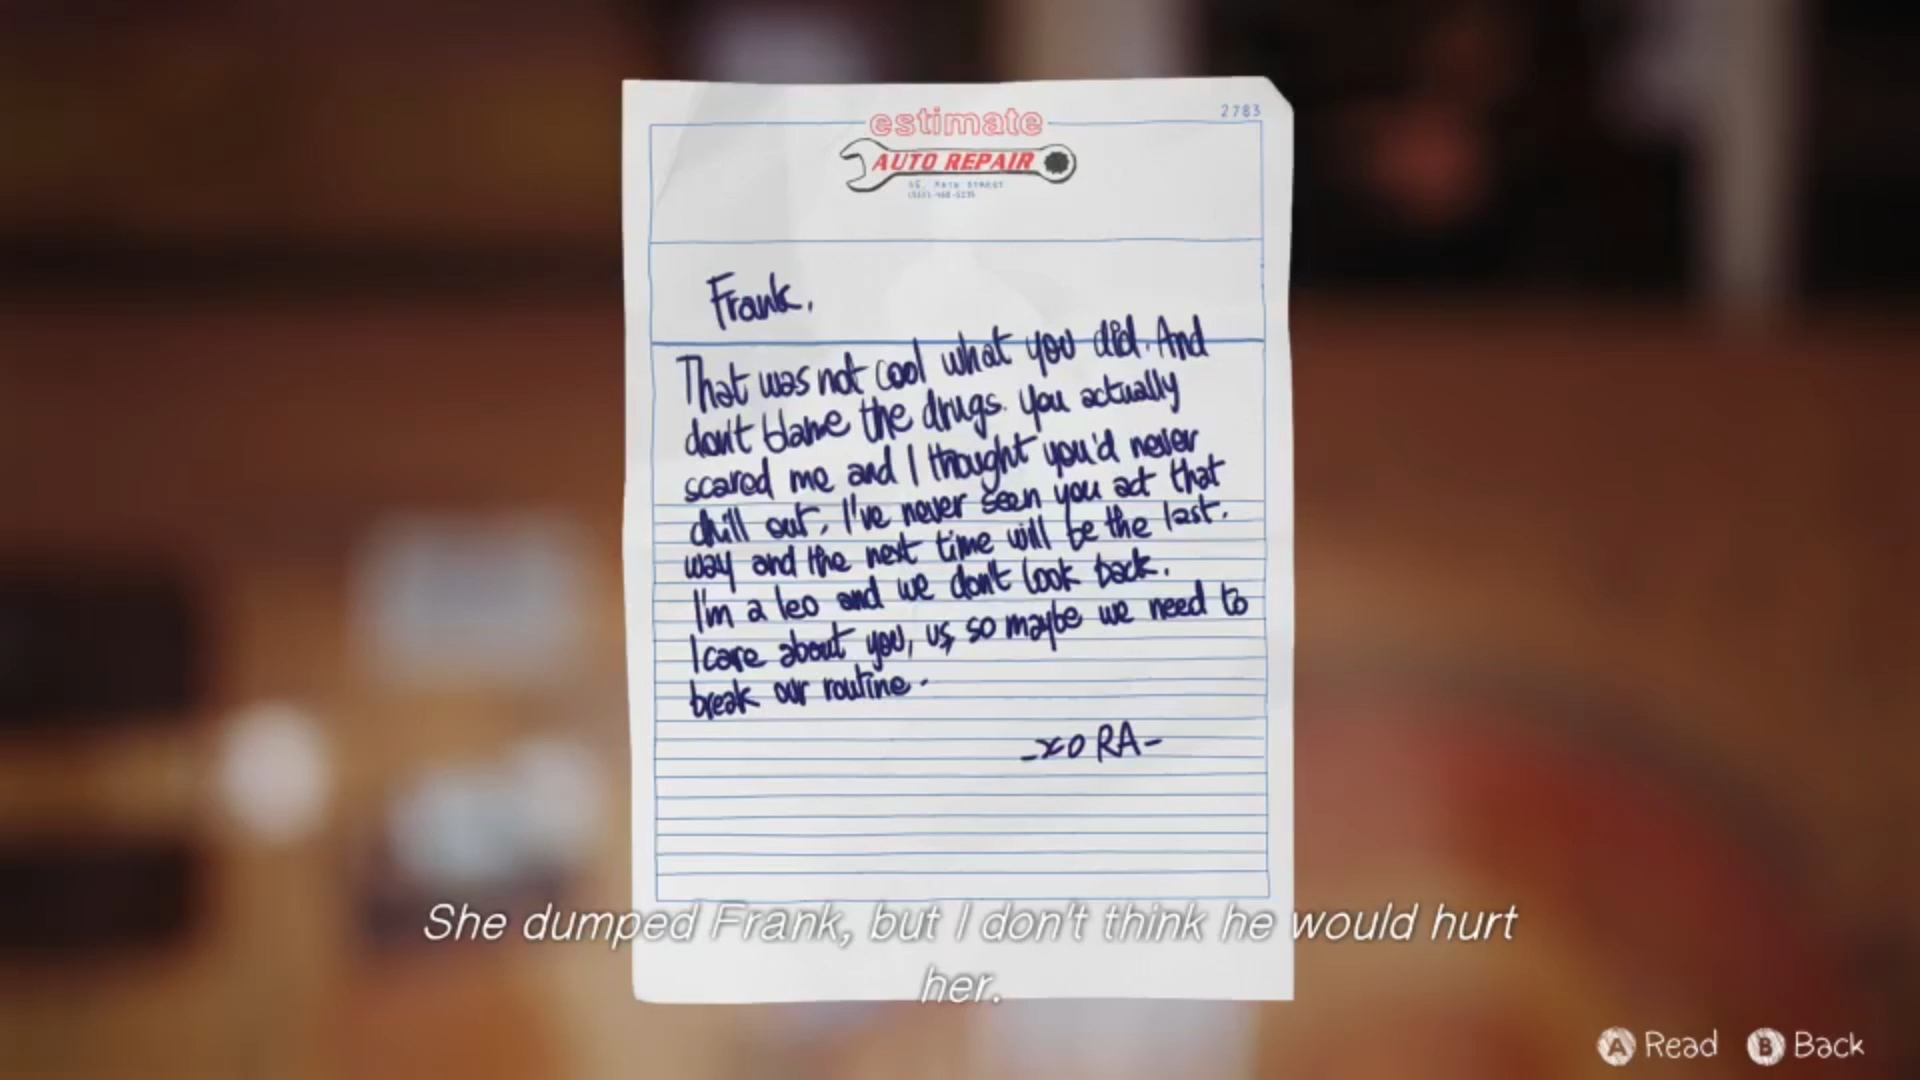 2783
estimate
AUTO REPAIR
Frank,
That was not cool what you did. And
don't blame the drugs. You actually
scared me and I thought you'd never
chill out. I've never seen you act that
way and the next time will be the last.
I'm a leo and we don't look back.
I care about you, us, so maybe we need to
break our routine.
-xo RA-
She dumped Frank, but I don't think he would hurt
her.
A Read B Back